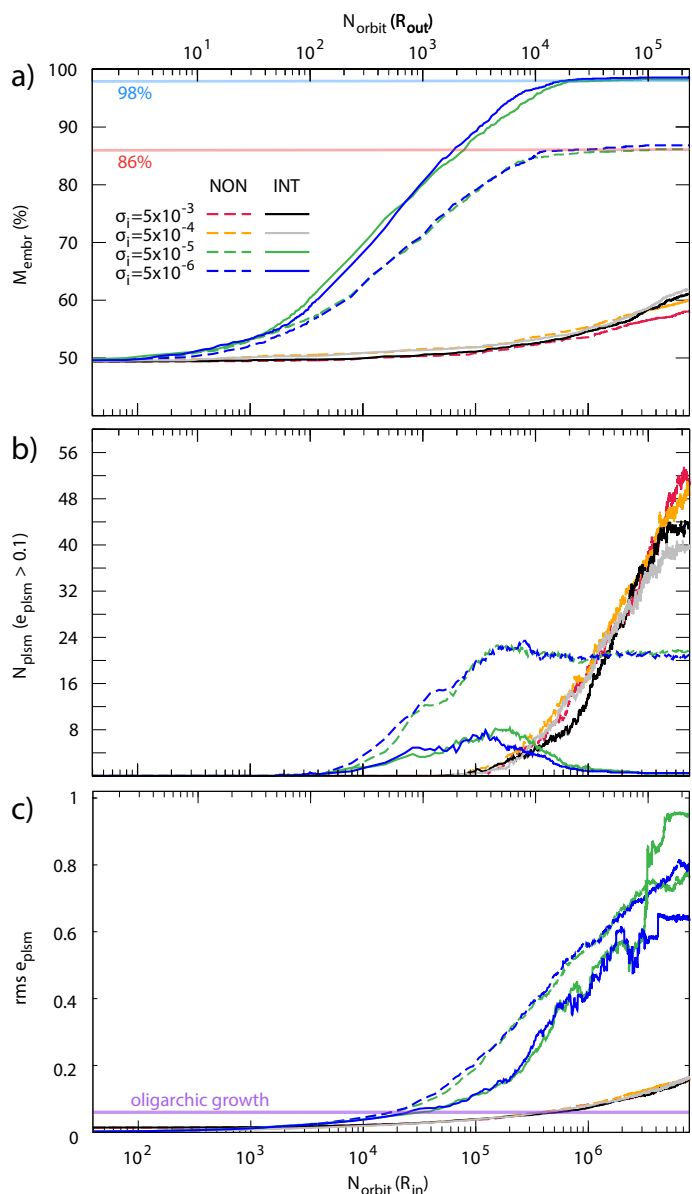 N_orbit (R_out)
10^1 10^2 10^3 10^4 10^5
a)
100
98%
90
86%
80
NON INT
σ_i=5x10^-3
σ_i=5x10^-4
70
σ_i=5x10^-5
σ_i=5x10^-6
60
50
M_embr (%)
b)
56
48
40
32
24
16
8
N_plsm (e_plsm > 0.1)
c)
1
0.8
0.6
0.4
0.2
oligarchic growth
0
rms e_plsm
10^2 10^3 10^4 10^5 10^6
N_orbit (R_in)